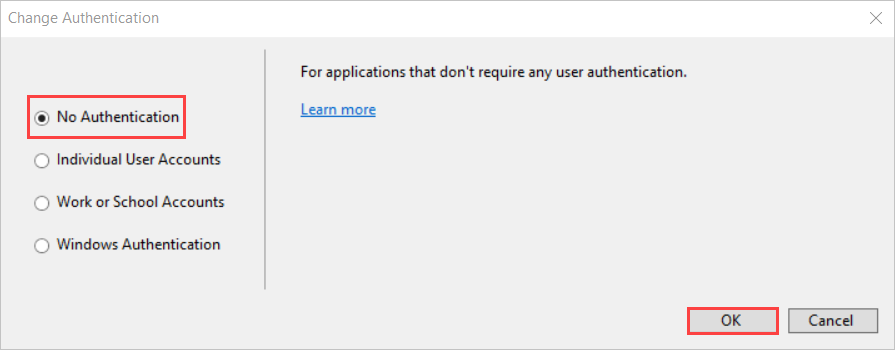 Change Authentication
For applications that don't require any user authentication.
Learn more
No Authentication
Individual User Accounts
Work or School Accounts
Windows Authentication
OK
Cancel